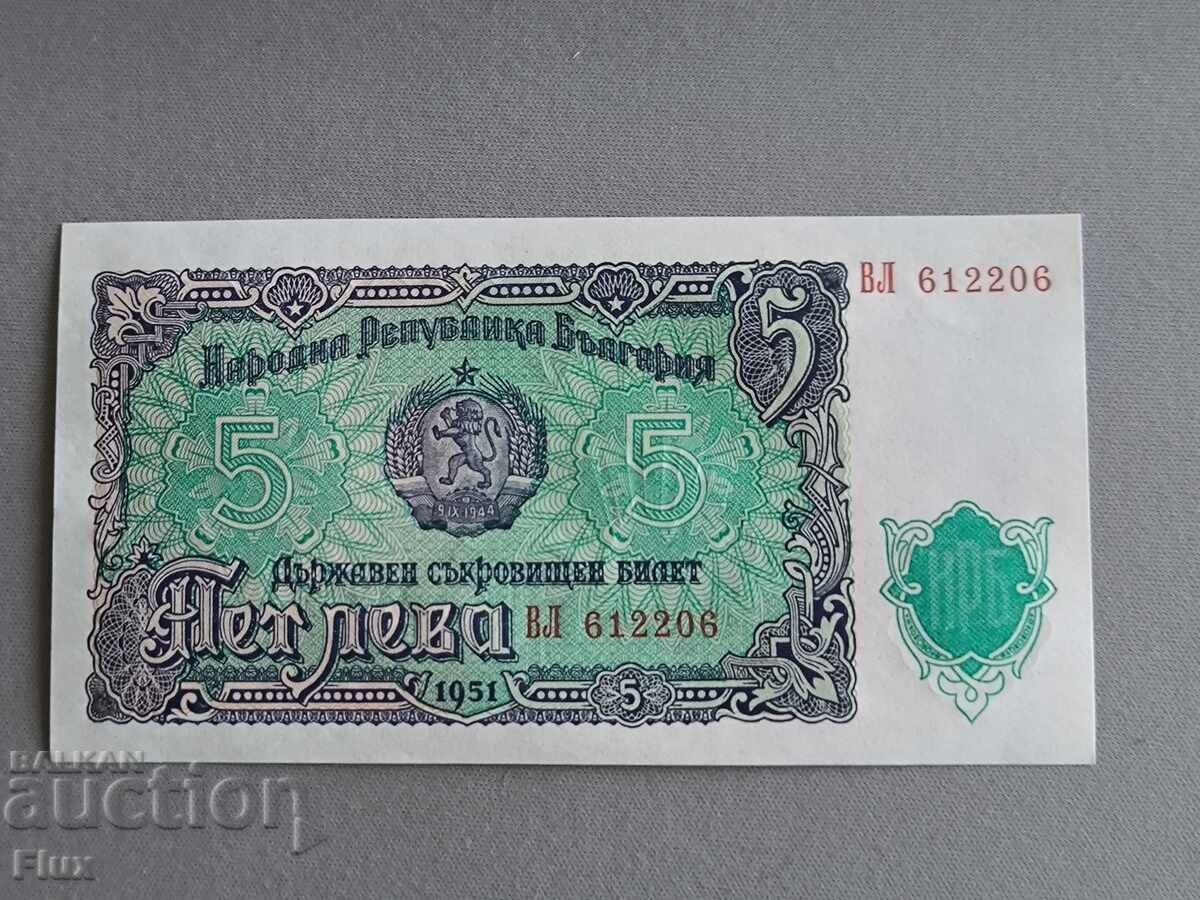 ВЛ 612206
5
Народна Република България
5
5
9 IX 1944
Държавен съкровищен билет
Пет лева
ВЛ 612206
НРБ
1951
5
BALKAN
auction
Flux